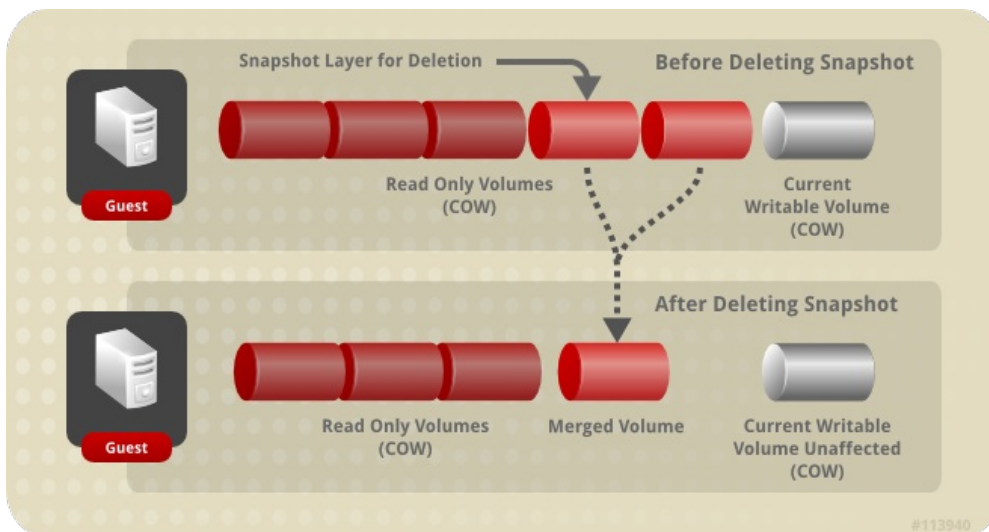 Snapshot Layer for Deletion
Before Deleting Snapshot
Guest
Read Only Volumes
(COW)
Current
Writable Volume
(COW)
After Deleting Snapshot
Guest
Read Only Volumes
(COW)
Merged Volume
Current Writable
Volume Unaffected
(COW)
#113940